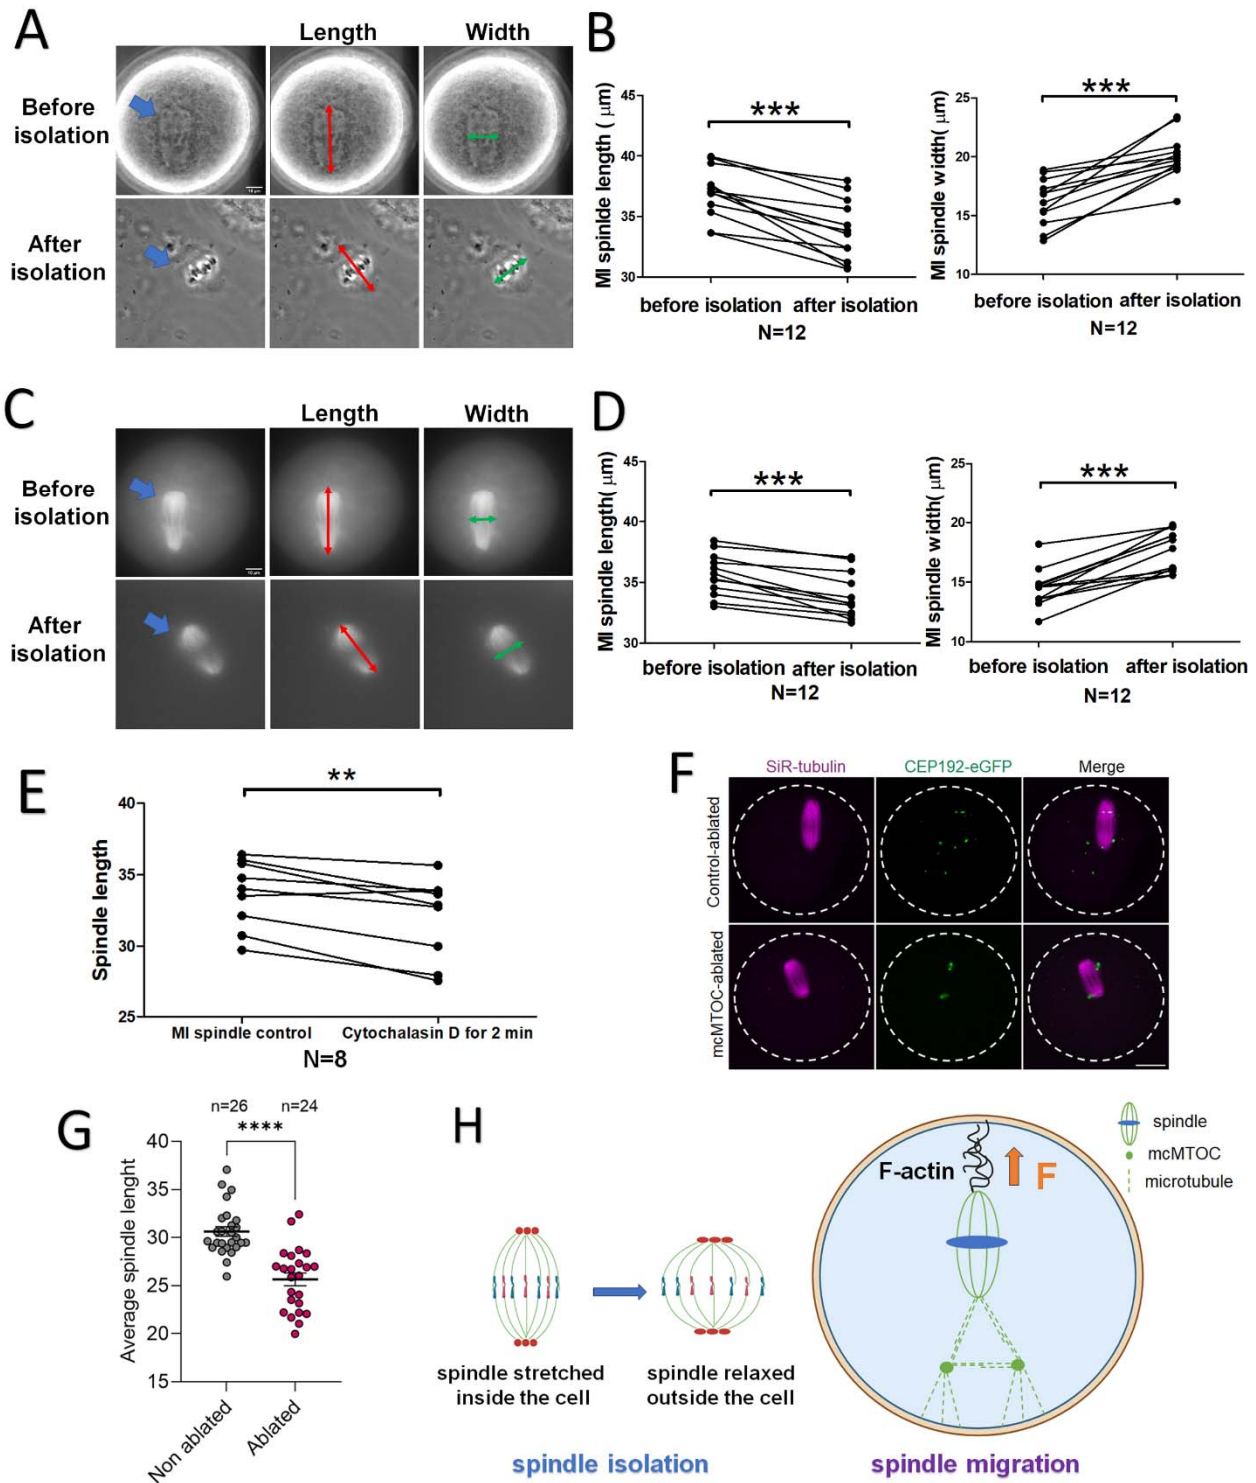 A
Length
Width
Before
isolation
After
isolation
B
MI spinlde length ( μm)
45
40
35
30
***
before isolation
after isolation
N=12
MI spindle width( μm)
25
20
15
10
***
before isolation
after isolation
N=12
C
Length
Width
Before
isolation
After
isolation
D
MI spindle length( μm)
45
40
35
30
***
before isolation
after isolation
N=12
MI spindle width( μm)
25
20
15
10
***
before isolation
after isolation
N=12
E
Spindle length
40
35
30
25
**
MI spindle control
Cytochalasin D for 2 min
N=8
F
SiR-tubulin
CEP192-eGFP
Merge
Control-ablated
mcMTOC-ablated
G
n=26
n=24
****
Average spindle lenght
40
35
30
25
20
15
Non ablated
Ablated
H
spindle stretched
inside the cell
spindle relaxed
outside the cell
spindle isolation
F-actin
F
spindle
mcMTOC
microtubule
spindle migration